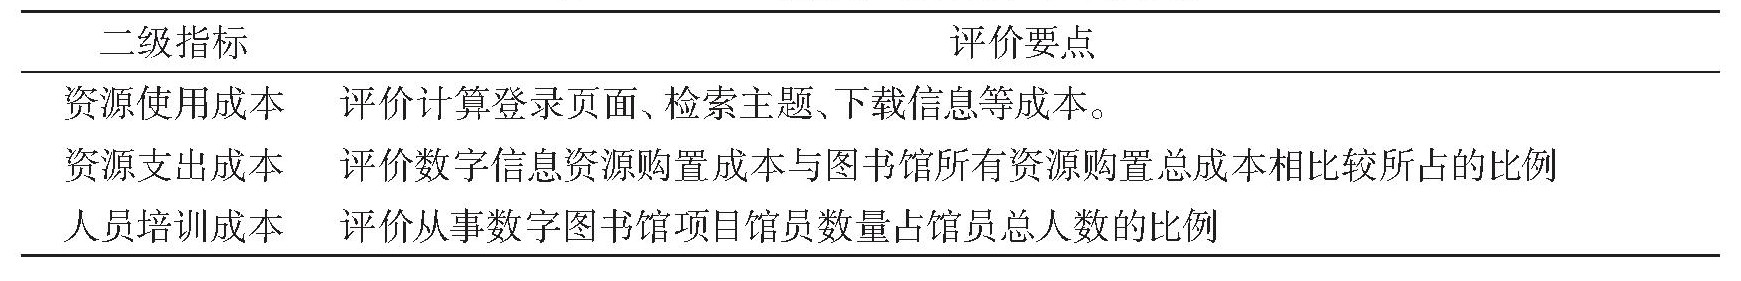 二级指标 评价要点
资源使用成本 评价计算登录页面、检索主题、下载信息等成本。
资源支出成本 评价数字信息资源购置成本与图书馆所有资源购置总成本相比较所占的比例
人员培训成本 评价从事数字图书馆项目馆员数量占馆员总人数的比例